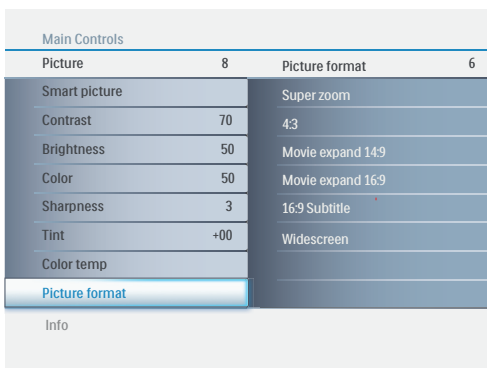 Main Controls
Picture 8
Smart picture
Contrast 70
Brightness 50
Color 50
Sharpness 3
Tint +00
Color temp
Picture format
Info
Picture format 6
Super zoom
4:3
Movie expand 14:9
Movie expand 16:9
16:9 Subtitle
Widescreen